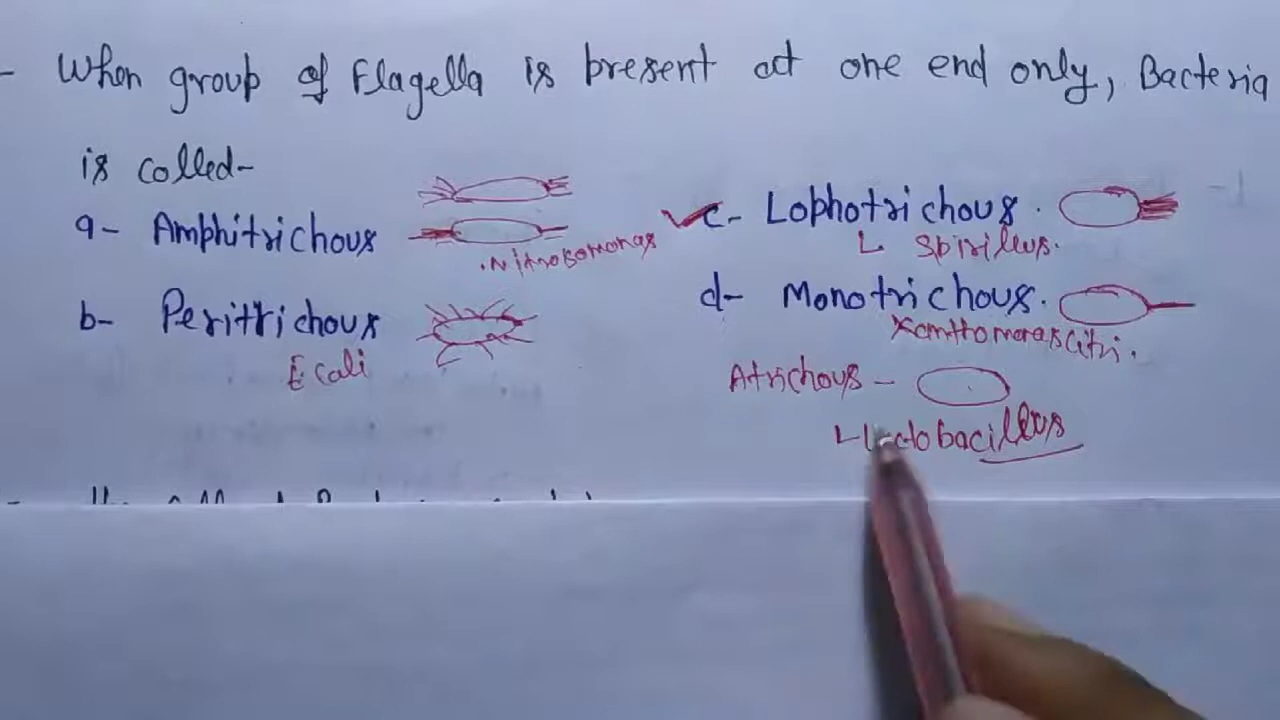 - When group of Flagella is present at one end only, Bacteria
is called-
a- Amphitrichous
Nitrosomonas
b- Peritrichous
E cali
c- Lophotrichous.
Spirillus.
d- Monotrichous.
Xanthomonas citri.
Atrichous -
Lactobacillus